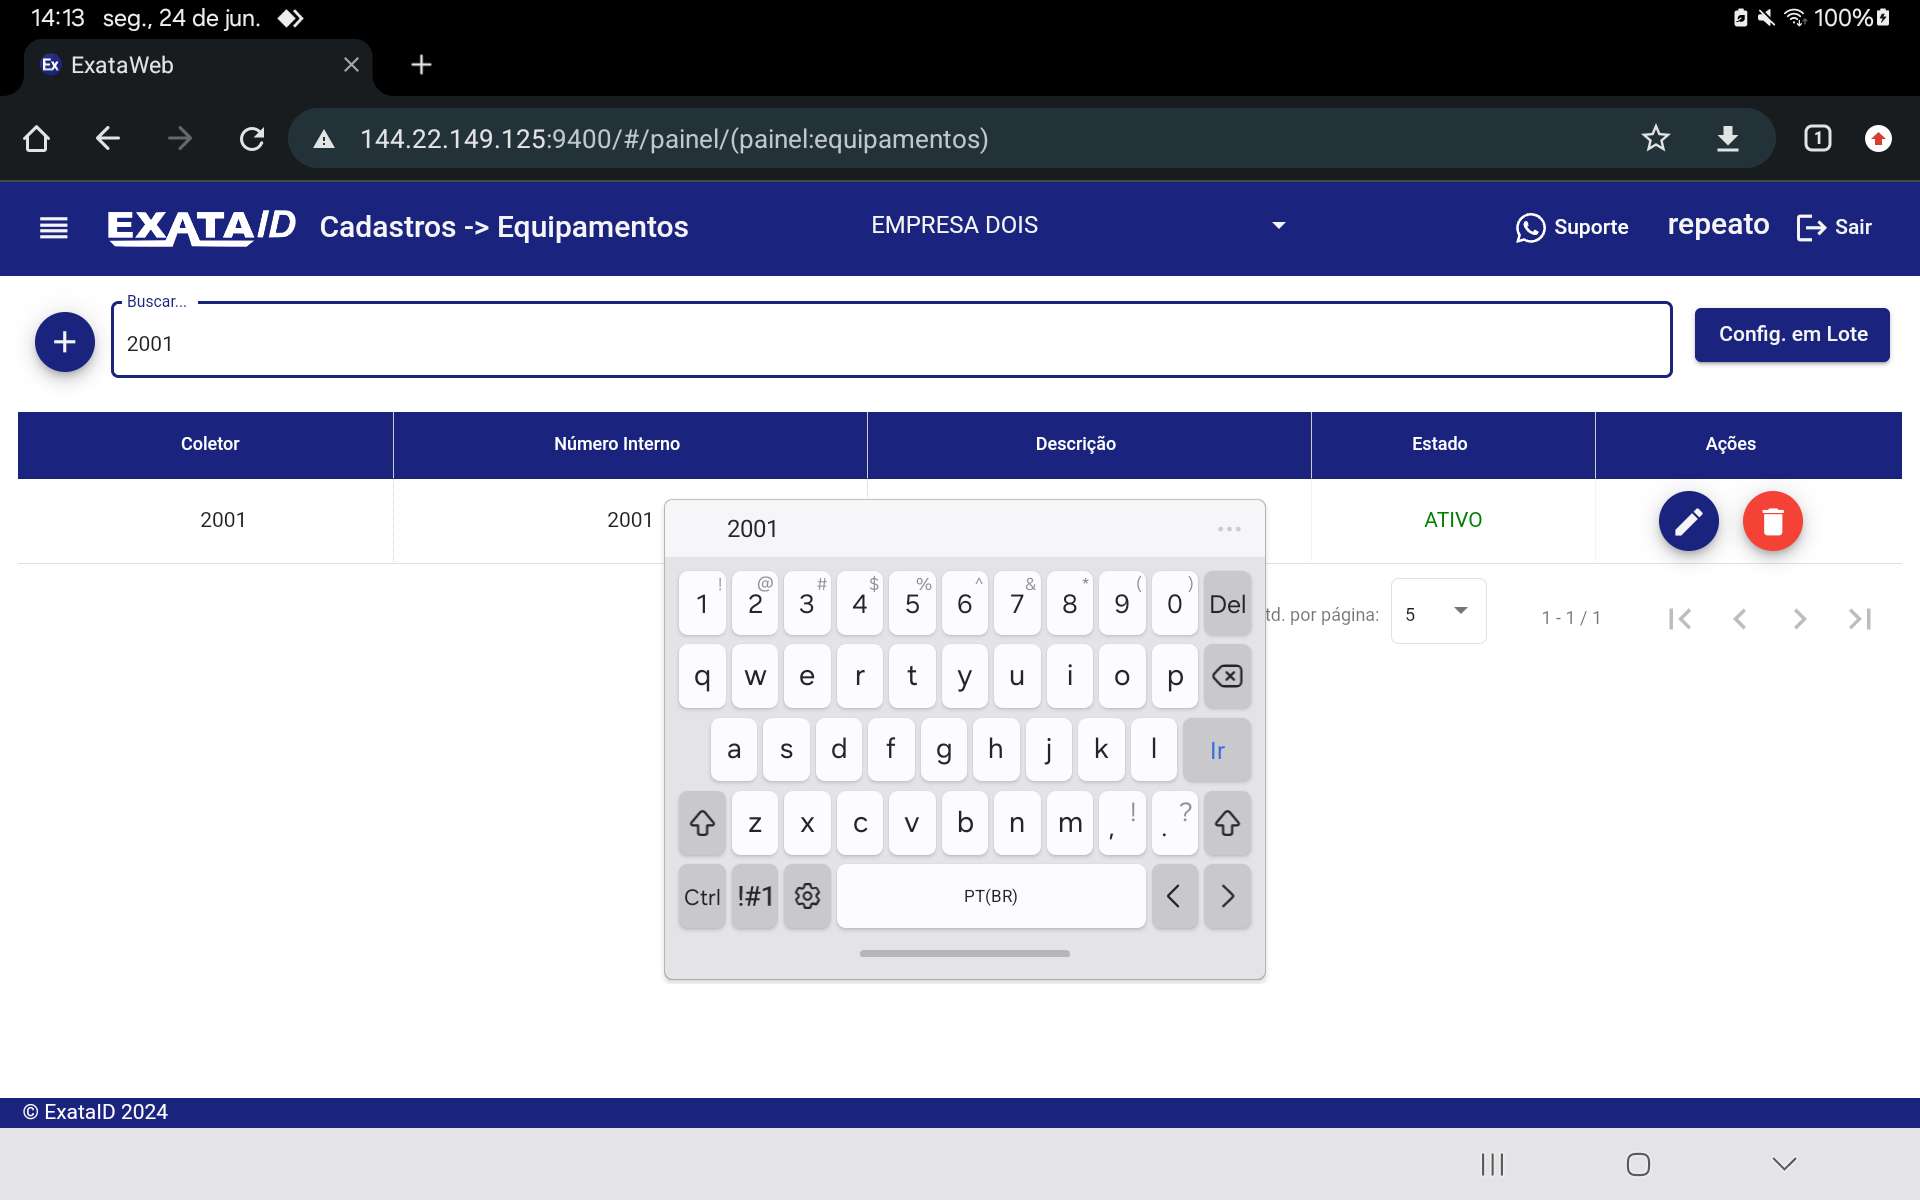 14:13 seg., 24 de jun. 100%
Ex ExataWeb
144.22.149.125:9400/#/painel/(painel:equipamentos) 1
EXATAID Cadastros -> Equipamentos EMPRESA DOIS Suporte repeato Sair
Buscar...
2001
Config. em Lote
Coletor Número Interno Descrição Estado Ações
2001 2001 ATIVO
td. por página: 5 1 - 1 / 1
2001 ...
! @ # $ % ^ & * ( )
1 2 3 4 5 6 7 8 9 0 Del
q w e r t y u i o p
a s d f g h j k l Ir
z x c v b n m , ! . ?
Ctrl !#1 PT(BR) < >
© ExataID 2024